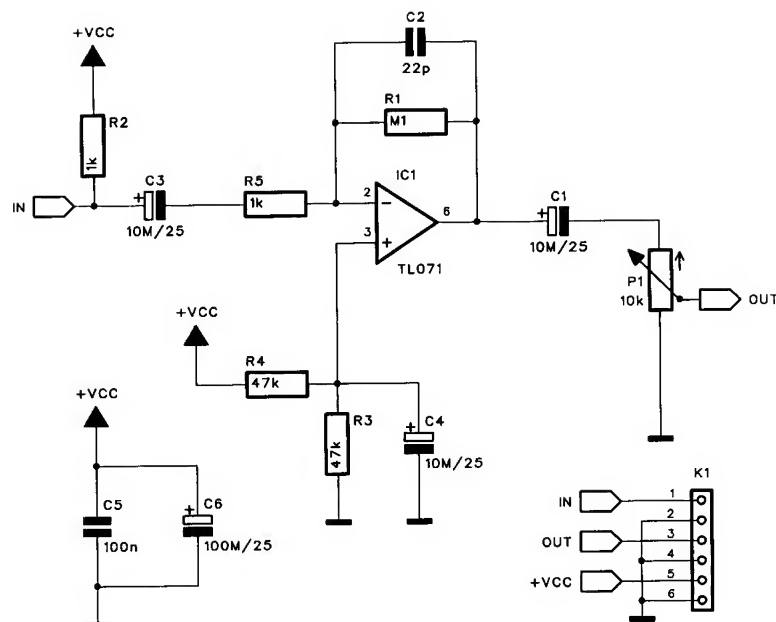 C2
+VCC
22p
R1
M1
R2
1k
IC1
C3
R5
C1
IN
+
1k
2
−
6
+
10M/25
3
+
10M/25
TL071
P1
10k
OUT
+VCC
R4
47k
+VCC
R3
47k
+
C4
10M/25
K1
C5
+
C6
IN
1
2
100n
100M/25
OUT
3
4
+VCC
5
6